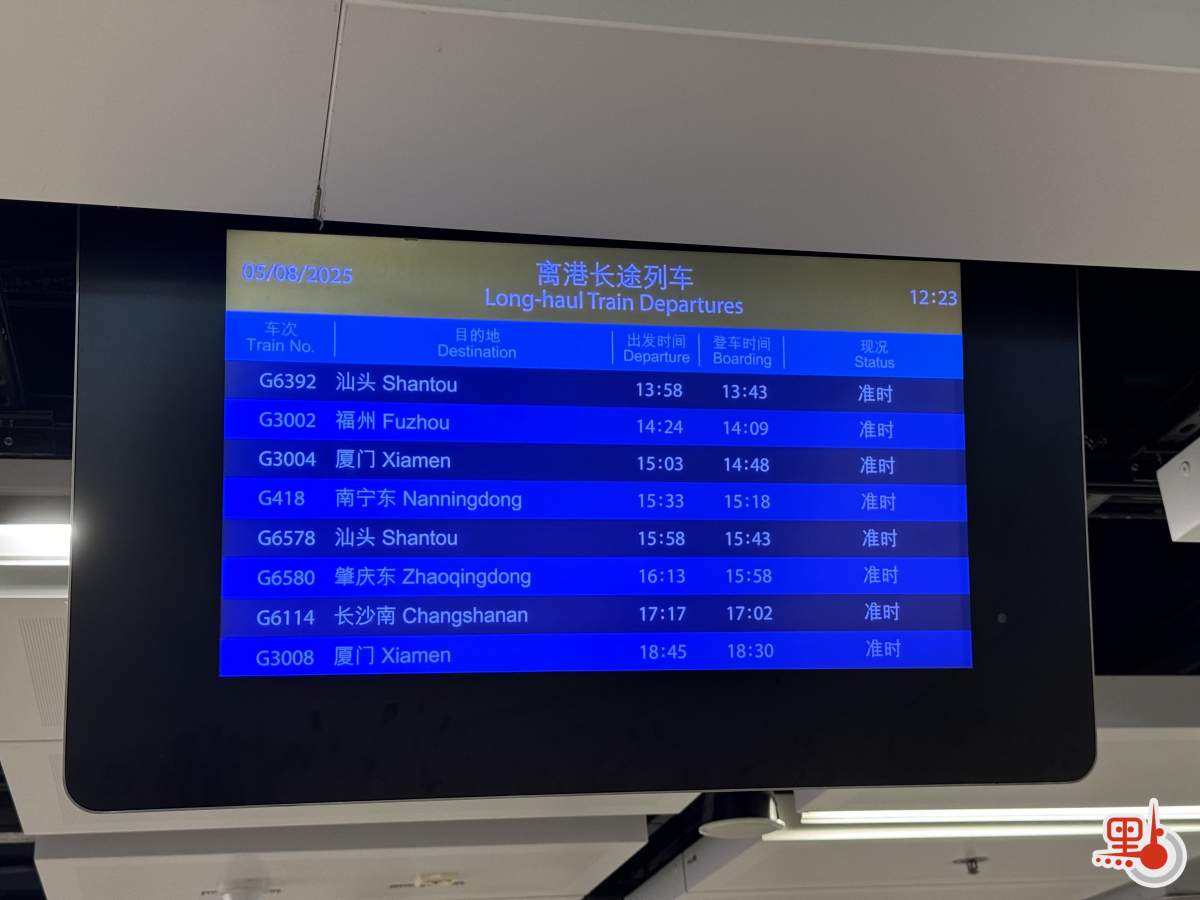 05/08/2025 离港长途列车 12:23
Long-haul Train Departures
车次 目的地 出发时间 登车时间 现况
Train No. Destination Departure Boarding Status
G6392 汕头 Shantou 13:58 13:43 准时
G3002 福州 Fuzhou 14:24 14:09 准时
G3004 厦门 Xiamen 15:03 14:48 准时
G418 南宁东 Nanningdong 15:33 15:18 准时
G6578 汕头 Shantou 15:58 15:43 准时
G6580 肇庆东 Zhaoqingdong 16:13 15:58 准时
G6114 长沙南 Changshanan 17:17 17:02 准时
G3008 厦门 Xiamen 18:45 18:30 准时
點